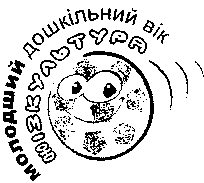 МОЛОДШИЙ ДОШКІЛЬНИЙ ВІК
ФІЗКУЛЬТУРА